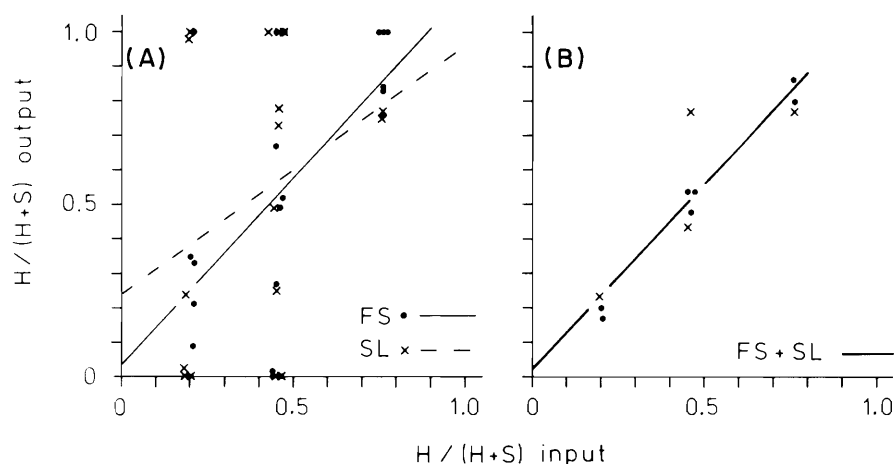 1.0
(A)
(B)
H/(H+S) output
0.5
FS
SL
FS + SL
0
0 0.5 1.0 0 0.5 1.0
H/(H+S) input